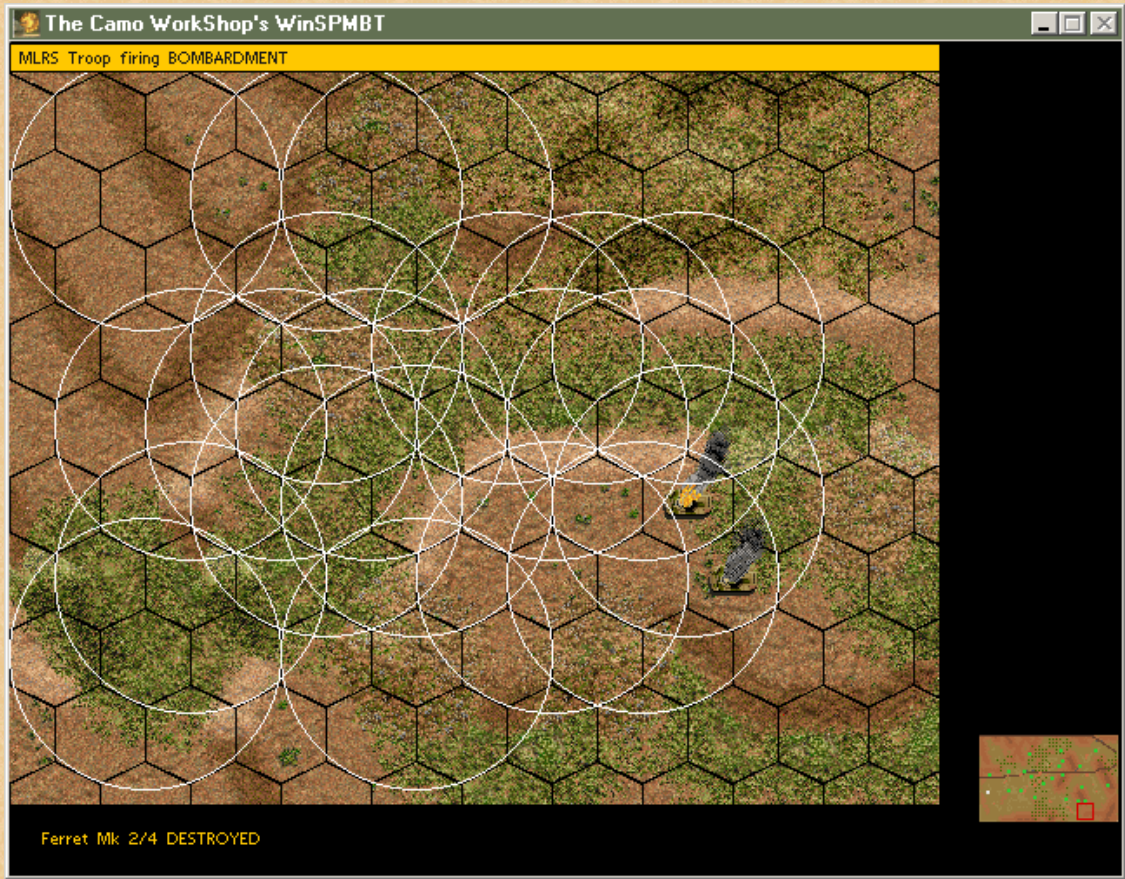 The Camo WorkShop's WinSPMBT
MLRS Troop firing BOMBARDMENT
Ferret Mk 2/4 DESTROYED